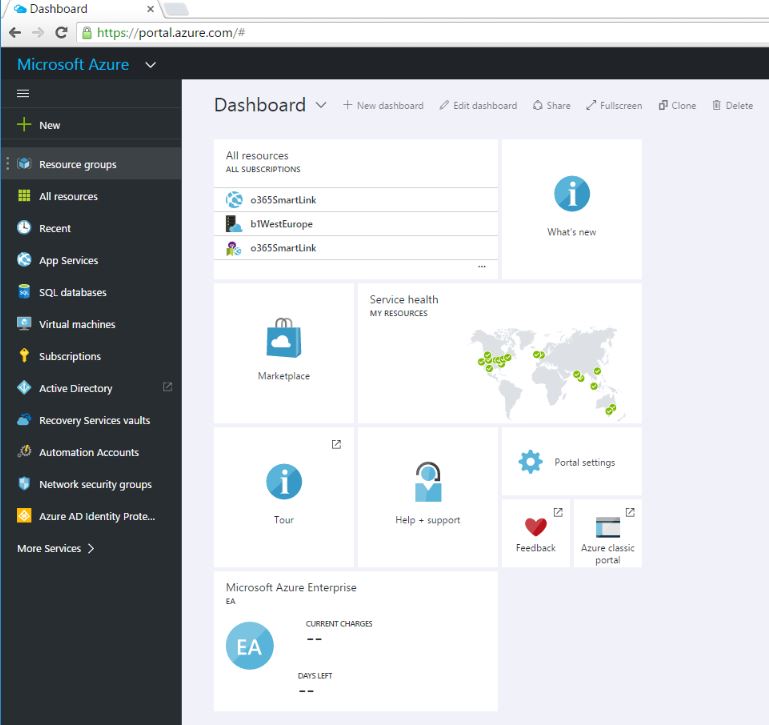 Dashboard
https://portal.azure.com/#
Microsoft Azure
Dashboard
New dashboard
Edit dashboard
Share
Fullscreen
Clone
Delete
New
Resource groups
All resources
Recent
App Services
SQL databases
Virtual machines
Subscriptions
Active Directory
Recovery Services vaults
Automation Accounts
Network security groups
Azure AD Identity Prote...
More Services
All resources
ALL SUBSCRIPTIONS
o365SmartLink
b1WestEurope
o365SmartLink
...
What's new
Marketplace
Service health
MY RESOURCES
Tour
Help + support
Portal settings
Feedback
Azure classic
portal
Microsoft Azure Enterprise
EA
EA
CURRENT CHARGES
--
DAYS LEFT
--